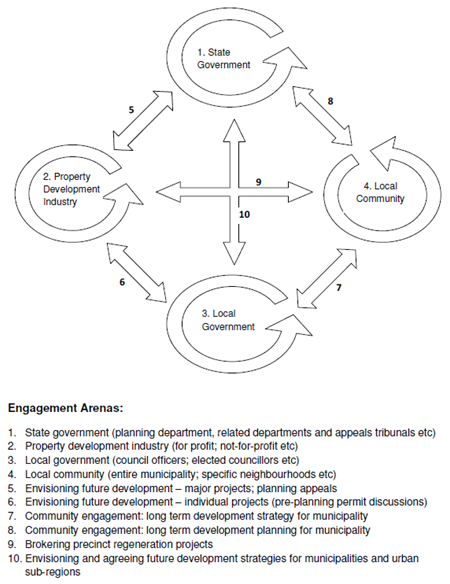 1. State
Government
5
8
2. Property
Development
Industry
9
4. Local
Community
10
6
7
3. Local
Government
Engagement Arenas:
1. State government (planning department, related departments and appeals tribunals etc)
2. Property development industry (for profit; not-for-profit etc)
3. Local government (council officers; elected councillors etc)
4. Local community (entire municipality; specific neighbourhoods etc)
5. Envisioning future development – major projects; planning appeals
6. Envisioning future development – individual projects (pre-planning permit discussions)
7. Community engagement: long term development strategy for municipality
8. Community engagement: long term development planning for municipality
9. Brokering precinct regeneration projects
10. Envisioning and agreeing future development strategies for municipalities and urban
sub-regions